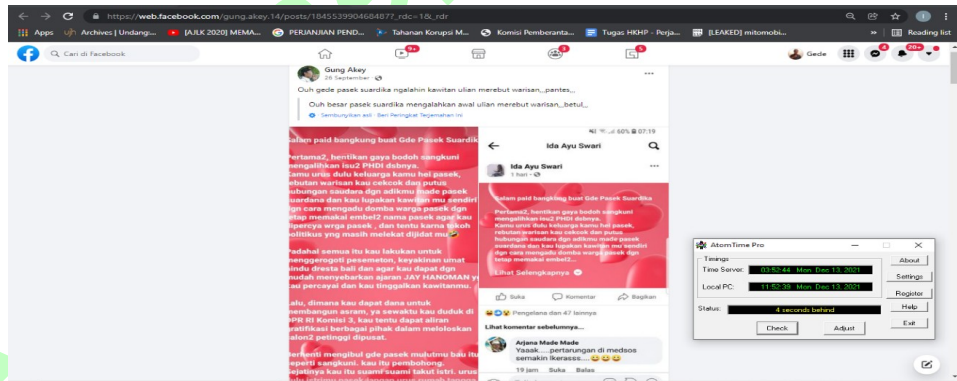 https://web.facebook.com/gung.akey.14/posts/1845539904684877?_rdc=1&_rdr
Apps
Archives | Undangi...
[AJLK 2020] MEMA...
PERJANJIAN PEND...
Tahanan Korupsi M...
Komisi Pemberanta...
Tugas HKHP - Perja...
[LEAKED] mitomobi...
»
Reading list
Cari di Facebook
9+
3
5
Gede
4
20+
Gung Akey
28 September ·
Ouh gede pasek suardika ngalahin kawitan ulian merebut warisan,,pantes,,
Ouh besar pasek suardika mengalahkan awal ulian merebut warisan,,betul,,
Sembunyikan asli · Beri Peringkat Terjemahan Ini
Salam paid bangkung buat Gde Pasek Suardik
Pertama2, hentikan gaya bodoh sangkuni
mengalihkan isu2 PHDI dsbnya.
Kamu urus dulu keluarga kamu hei pasek,
rebutan warisan kau cekcok dan putus
hubungan saudara dgn adikmu made pasek
suardana dan kau lupakan kawitan mu sendiri
dgn cara mengadu domba warga pasek dgn
tetap memakai embel2 nama pasek agar kau
dipercya wrga pasek , dan tentu karna tokoh
politikus yng masih melekat dijidat mu
Padahal semua itu kau lakukan untuk
menggerogoti pesemeton, keyakinan umat
hindu dresta bali dan agar kau dapat dgn
mudah menyebarkan ajaran JAY HANOMAN y
kau percayai dan kau tinggalkan kawitanmu.
Lalu, dimana kau dapat dana untuk
membangun asram, ya sewaktu kau duduk di
DPR RI Komisi 3, kau tentu dapat aliran
gratifikasi berbagai pihak dalam meloloskan
calon2 petinggi dipusat.
Berhenti mengibul gde pasek mulutmu bau itu
seperti sangkuni. kau itu pembohong.
Sejatinya kau itu suami suami takut istri. urus
60% 07:19
Ida Ayu Swari
Ida Ayu Swari
1 hari ·
Salam paid bangkung buat Gde Pasek Suardika
Pertama2, hentikan gaya bodoh sangkuni
mengalihkan isu2 PHDI dsbnya.
Kamu urus dulu keluarga kamu hei pasek,
rebutan warisan kau cekcok dan putus
hubungan saudara dgn adikmu made pasek
suardana dan kau lupakan kawitan mu sendiri
dgn cara mengadu domba warga pasek dgn
tetap memakai embel2...
Lihat Selengkapnya
Suka
Komentar
Bagikan
Pengelana dan 47 lainnya
Lihat komentar sebelumnya...
Arjana Made Made
Yaaak.....pertarungan di medsos
semakin kerasss....
19 jam Suka Balas
AtomTime Pro
Timings
Time Server:
03:52:44 Mon, Dec 13, 2021
Local PC:
11:52:39 Mon, Dec 13, 2021
Status:
4 seconds behind
Check
Adjust
About
Settings
Register
Help
Exit